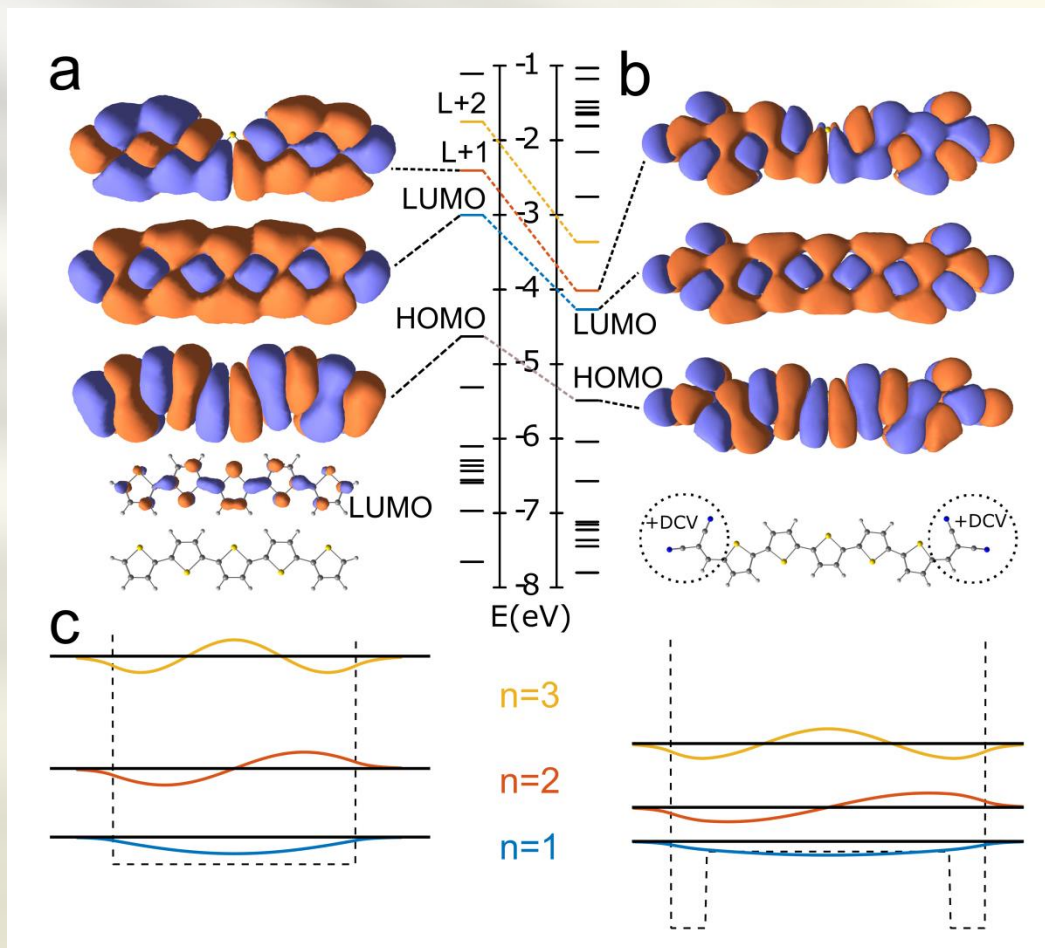 a
b
L+2
L+1
LUMO
HOMO
LUMO
-1
-2
-3
-4
-5
-6
-7
-8
E(eV)
LUMO
HOMO
+DCV
+DCV
c
n=3
n=2
n=1